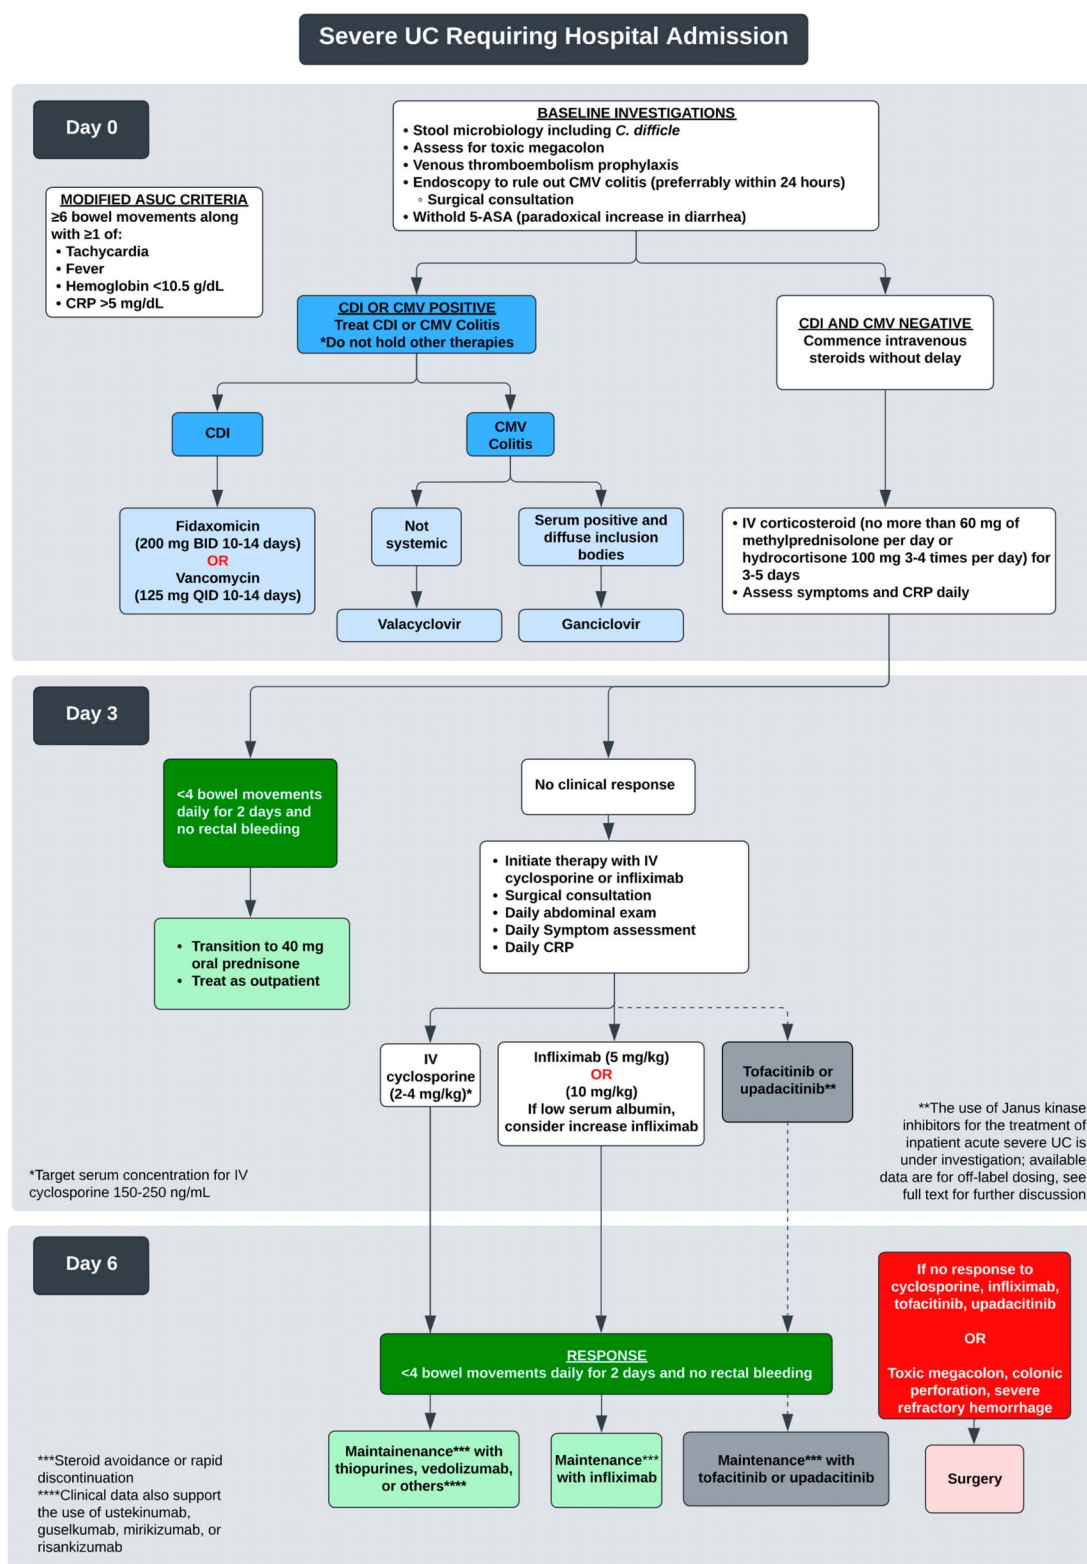 Severe UC Requiring Hospital Admission
Day 0
BASELINE INVESTIGATIONS
• Stool microbiology including C. difficle
• Assess for toxic megacolon
• Venous thromboembolism prophylaxis
• Endoscopy to rule out CMV colitis (preferrably within 24 hours)
◦ Surgical consultation
• Withold 5-ASA (paradoxical increase in diarrhea)
MODIFIED ASUC CRITERIA
≥6 bowel movements along
with ≥1 of:
• Tachycardia
• Fever
• Hemoglobin <10.5 g/dL
• CRP >5 mg/dL
CDI OR CMV POSITIVE
Treat CDI or CMV Colitis
*Do not hold other therapies
CDI AND CMV NEGATIVE
Commence intravenous
steroids without delay
CDI
CMV
Colitis
Fidaxomicin
(200 mg BID 10-14 days)
OR
Vancomycin
(125 mg QID 10-14 days)
Not
systemic
Serum positive and
diffuse inclusion
bodies
• IV corticosteroid (no more than 60 mg of
methylprednisolone per day or
hydrocortisone 100 mg 3-4 times per day) for
3-5 days
• Assess symptoms and CRP daily
Valacyclovir
Ganciclovir
Day 3
<4 bowel movements
daily for 2 days and
no rectal bleeding
No clinical response
• Initiate therapy with IV
cyclosporine or infliximab
• Surgical consultation
• Daily abdominal exam
• Daily Symptom assessment
• Daily CRP
• Transition to 40 mg
oral prednisone
• Treat as outpatient
IV
cyclosporine
(2-4 mg/kg)*
Infliximab (5 mg/kg)
OR
(10 mg/kg)
If low serum albumin,
consider increase infliximab
Tofacitinib or
upadacitinib**
**The use of Janus kinase
inhibitors for the treatment of
inpatient acute severe UC is
under investigation; available
data are for off-label dosing, see
full text for further discussion
*Target serum concentration for IV
cyclosporine 150-250 ng/mL
Day 6
If no response to
cyclosporine, infliximab,
tofacitinib, upadacitinib
OR
Toxic megacolon, colonic
perforation, severe
refractory hemorrhage
RESPONSE
<4 bowel movements daily for 2 days and no rectal bleeding
Maintainenance*** with
thiopurines, vedolizumab,
or others****
Maintenance***
with infliximab
Maintenance*** with
tofacitinib or upadacitinib
Surgery
***Steroid avoidance or rapid
discontinuation
****Clinical data also support
the use of ustekinumab,
guselkumab, mirikizumab, or
risankizumab